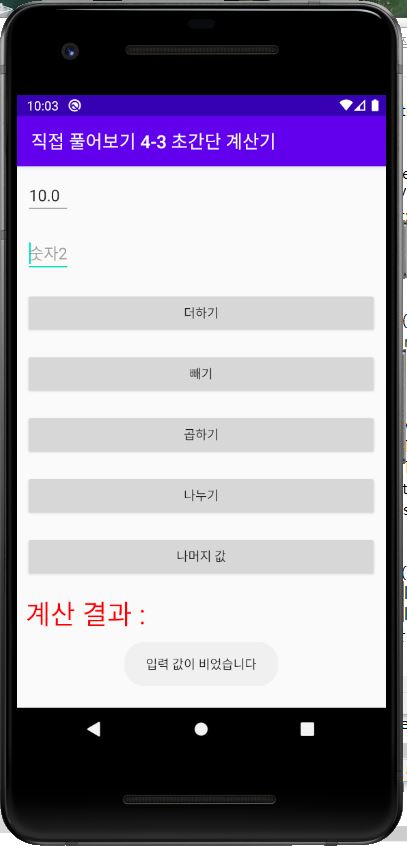 10:03
직접 풀어보기 4-3 초간단 계산기
10.0
숫자2
더하기
빼기
곱하기
나누기
나머지 값
계산 결과 :
입력 값이 비었습니다